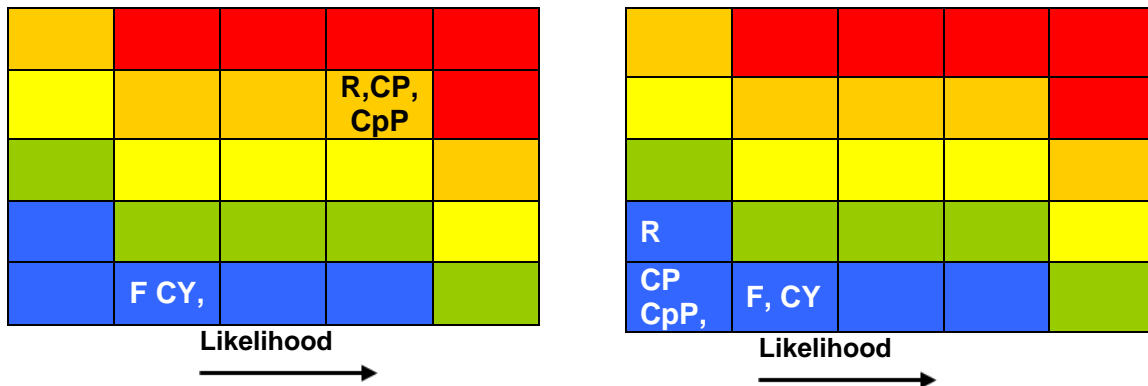 R,CP,
CpP
F CY,
Likelihood
R
CP
CpP,
F, CY
Likelihood